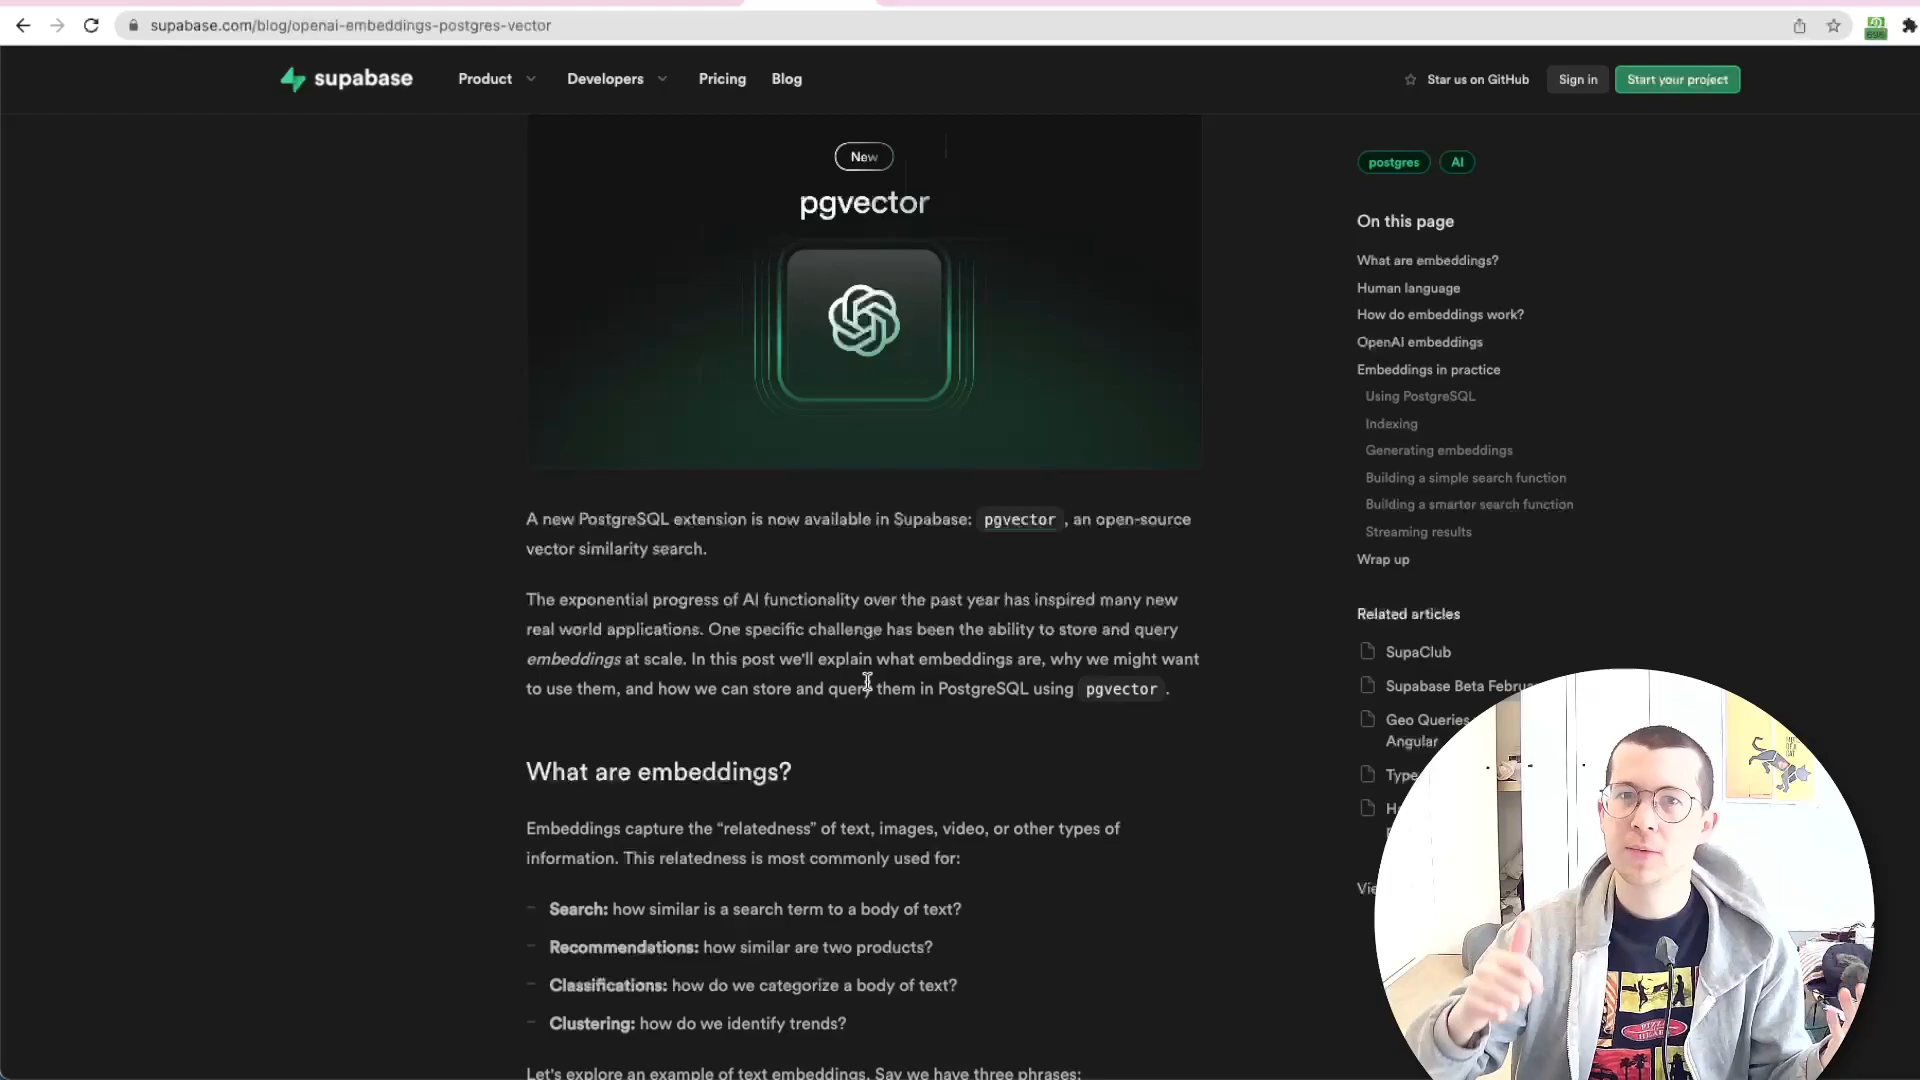 supabase.com/blog/openai-embeddings-postgres-vector
supabase
Product
Developers
Pricing
Blog
Star us on GitHub
Sign in
Start your project
New
pgvector
A new PostgreSQL extension is now available in Supabase: pgvector, an open-source
vector similarity search.
The exponential progress of AI functionality over the past year has inspired many new
real world applications. One specific challenge has been the ability to store and query
embeddings at scale. In this post we'll explain what embeddings are, why we might want
to use them, and how we can store and query them in PostgreSQL using pgvector.
What are embeddings?
Embeddings capture the “relatedness” of text, images, video, or other types of
information. This relatedness is most commonly used for:
Search: how similar is a search term to a body of text?
Recommendations: how similar are two products?
Classifications: how do we categorize a body of text?
Clustering: how do we identify trends?
Let's explore an example of text embeddings. Say we have three phrases:
postgres
AI
On this page
What are embeddings?
Human language
How do embeddings work?
OpenAI embeddings
Embeddings in practice
Using PostgreSQL
Indexing
Generating embeddings
Building a simple search function
Building a smarter search function
Streaming results
Wrap up
Related articles
SupaClub
Supabase Beta Februa
Geo Queries
Angular
Type
Ha
Vie
PIZZA